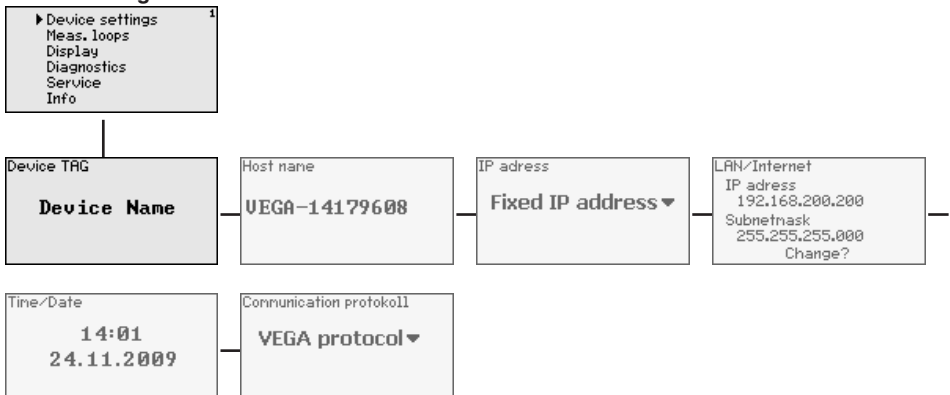 Device settings 1
Meas. loops
Display
Diagnostics
Service
Info
Device TAG
Device Name
Host name
VEGA-14179608
IP adress
Fixed IP address
LAN/Internet
IP adress
192.168.200.200
Subnetmask
255.255.255.000
Change?
Time/Date
14:01
24.11.2009
Communication protokoll
VEGA protocol